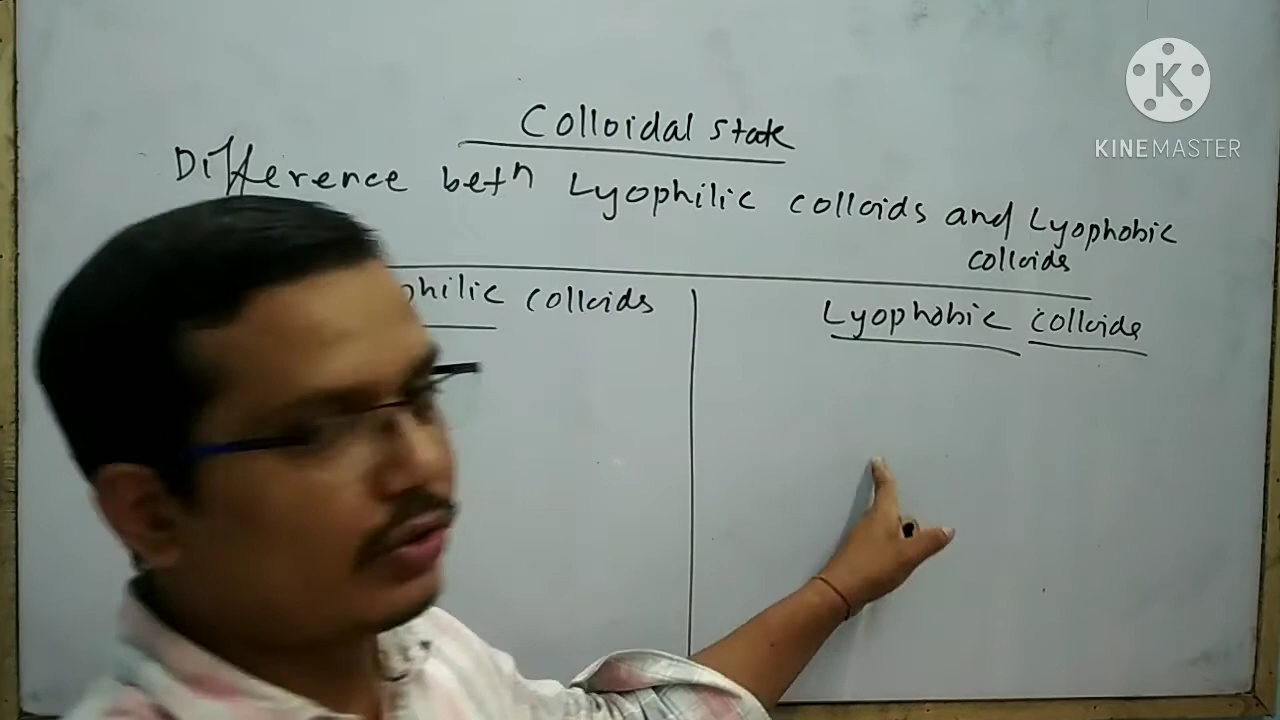 K
KINEMASTER
Colloidal state
Difference betn Lyophilic colloids and Lyophobic
colloids
philic colloids
Lyophobic colloids